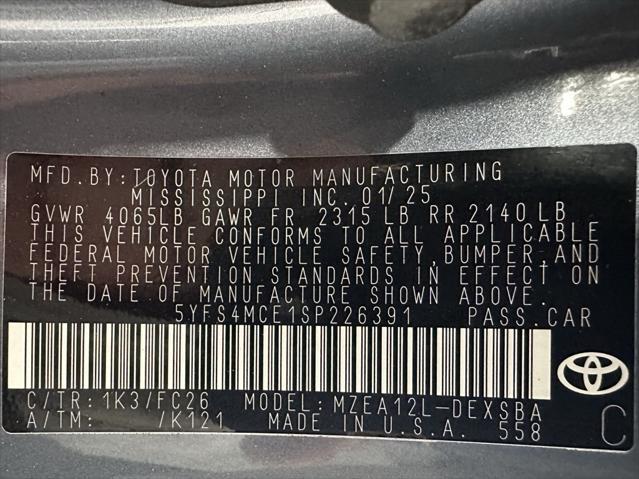 MFD.BY:TOYOTA MOTOR MANUFACTURING
MISSISSIPPI INC. 01/25
GVWR 4065LB GAWR FR 2315 LB RR 2140 LB
THIS VEHICLE CONFORMS TO ALL APPLICABLE
FEDERAL MOTOR VEHICLE SAFETY,BUMPER,AND
THEFT PREVENTION STANDARDS IN EFFECT ON
THE DATE OF MANUFACTURE SHOWN ABOVE.
5YFS4MCE1SP226391 PASS.CAR
C/TR: 1K3/FC26 MODEL: MZEA12L-DEXSBA
A/TM: /K121 MADE IN U.S.A. 558 C